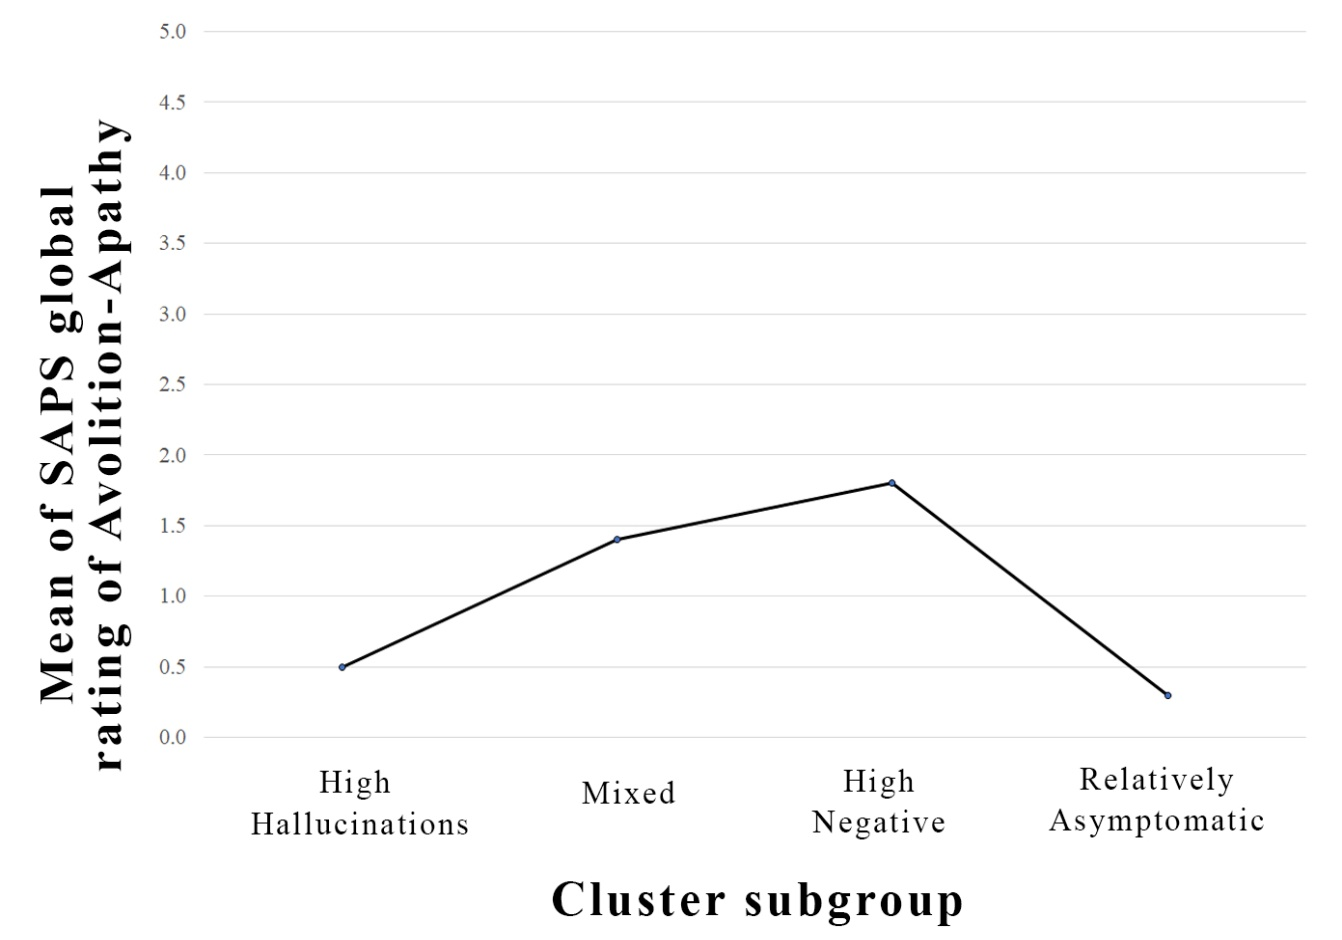 Mean of SAPS global
rating of Avolition-Apathy
5.0
4.5
4.0
3.5
3.0
2.5
2.0
1.5
1.0
0.5
0.0
High
Hallucinations
Mixed
High
Negative
Relatively
Asymptomatic
Cluster subgroup